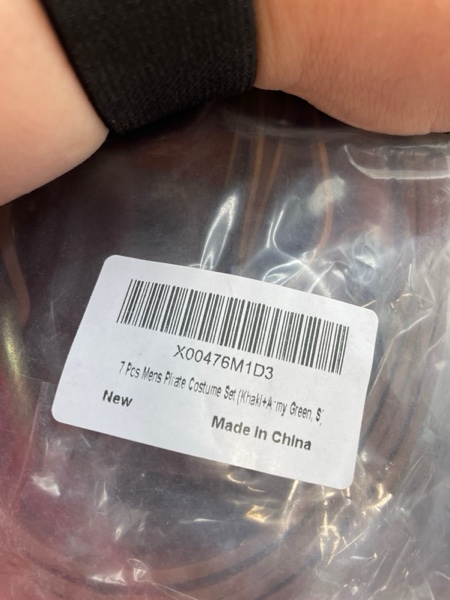 X00476M1D3
7 Pcs Mens Pirate Costume Set (Khaki+Army Green, S)
New
Made In China